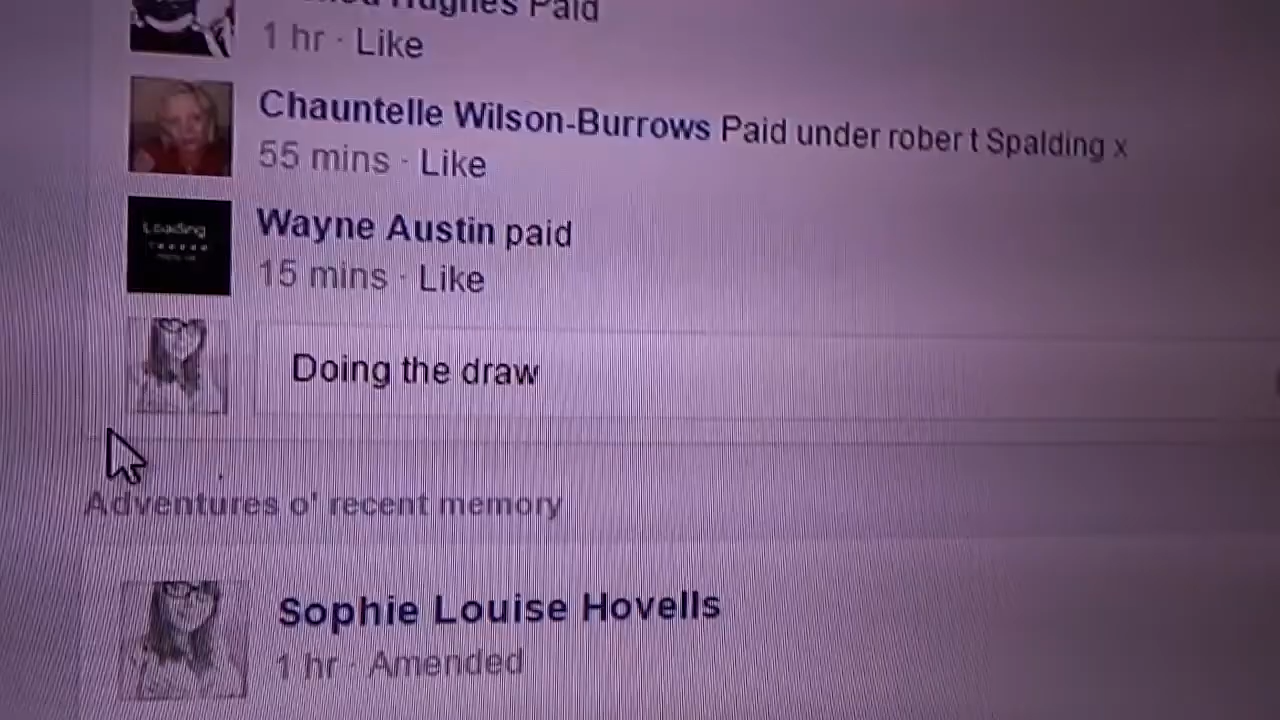 Hughes Paid
1 hr · Like
Chauntelle Wilson-Burrows Paid under rober t Spalding x
55 mins · Like
Loading
Wayne Austin paid
15 mins · Like
Doing the draw
Adventures o' recent memory
Sophie Louise Hovells
1 hr · Amended